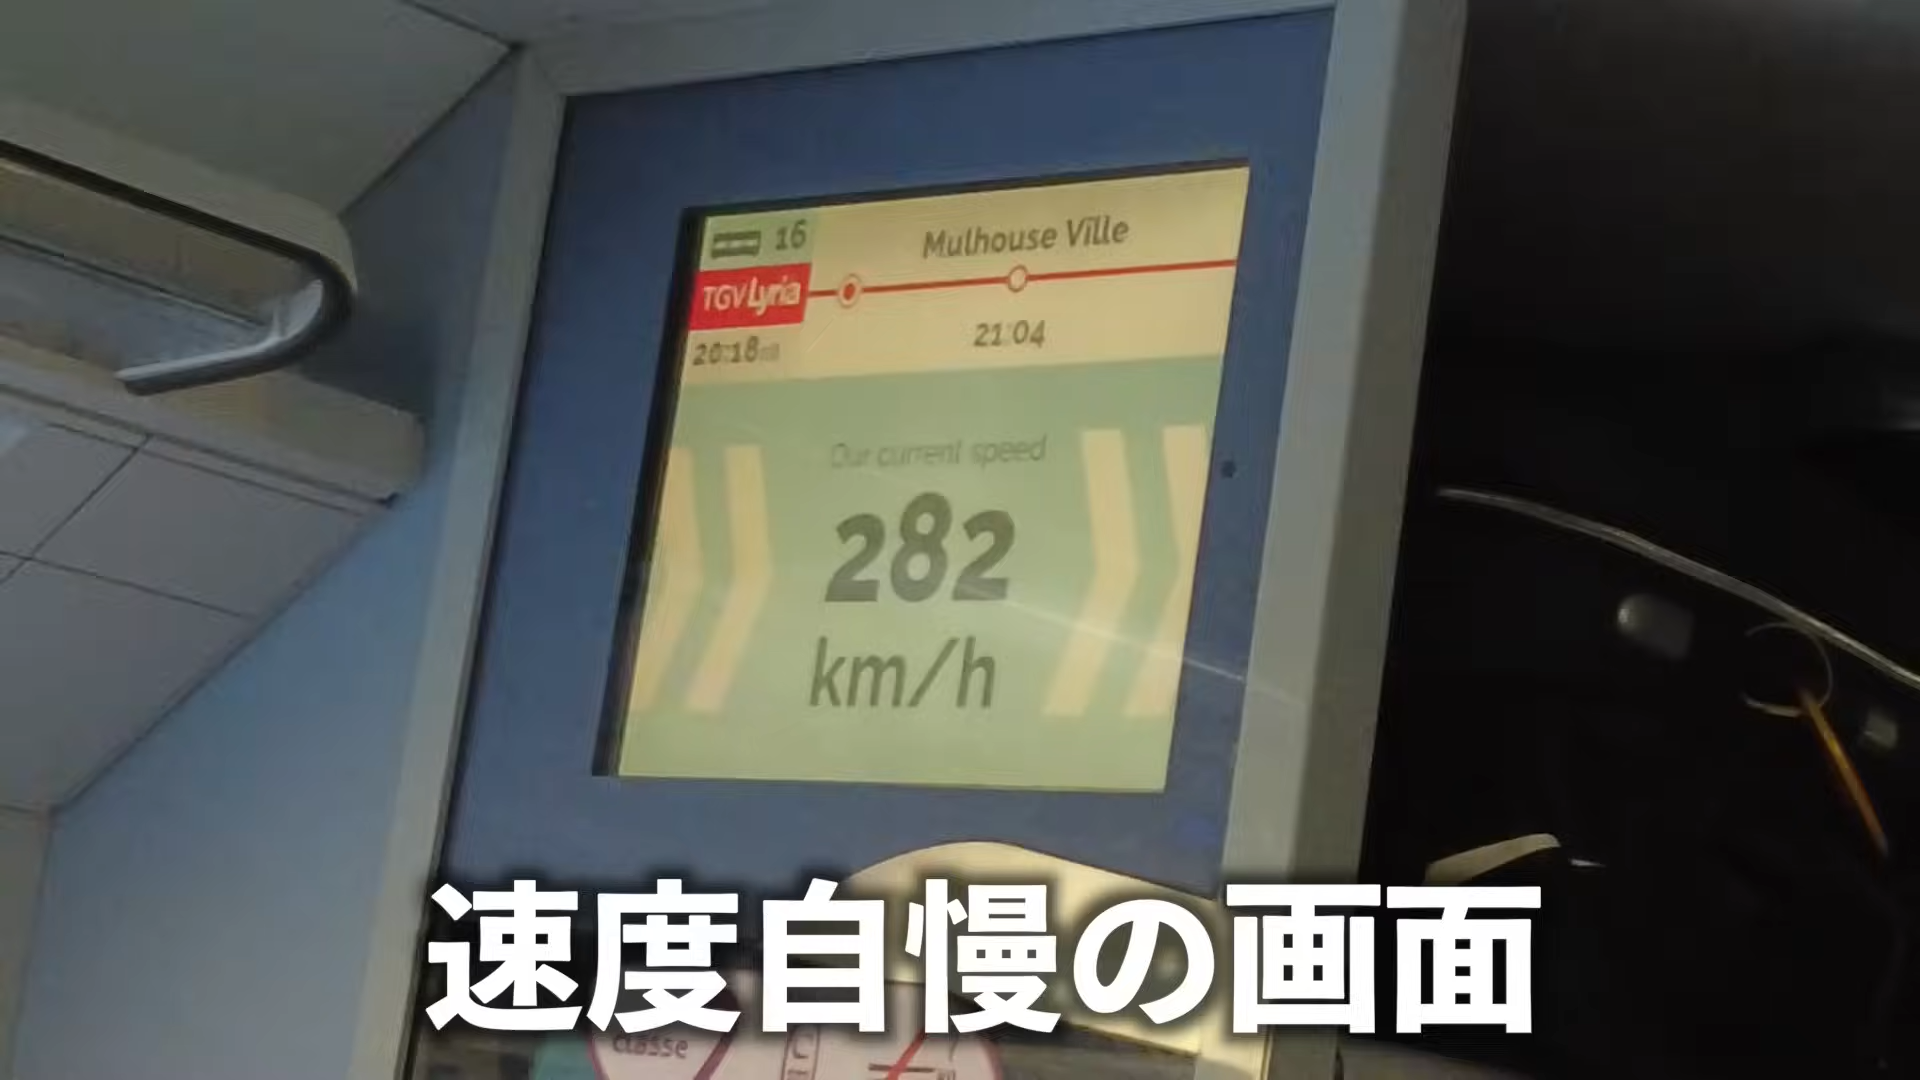 16
Mulhouse Ville
TGV Lyria
20:18
21:04
Our current speed
282
km/h
速度自慢の画面
classe